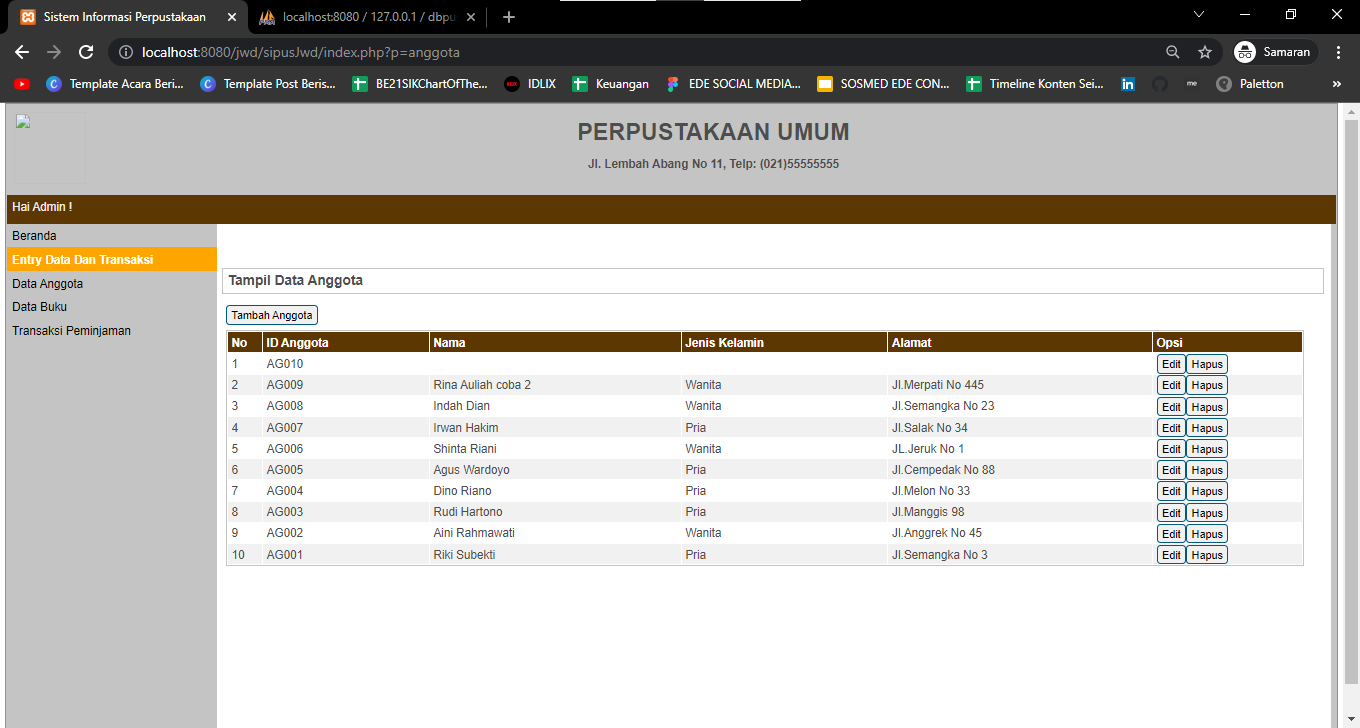 Sistem Informasi Perpustakaan
localhost:8080 / 127.0.0.1 / dbpu
localhost:8080/jwd/sipusJwd/index.php?p=anggota
Samaran
Template Acara Beri... Template Post Beris... BE21SIKChartOfThe... IDLIX Keuangan EDE SOCIAL MEDIA... SOSMED EDE CON... Timeline Konten Sei... in me Paletton »
PERPUSTAKAAN UMUM
Jl. Lembah Abang No 11, Telp: (021)55555555
Hai Admin !
Beranda
Entry Data Dan Transaksi
Data Anggota
Data Buku
Transaksi Peminjaman
Tampil Data Anggota
Tambah Anggota
No ID Anggota Nama Jenis Kelamin Alamat Opsi
1 AG010 Edit Hapus
2 AG009 Rina Auliah coba 2 Wanita Jl.Merpati No 445 Edit Hapus
3 AG008 Indah Dian Wanita Jl.Semangka No 23 Edit Hapus
4 AG007 Irwan Hakim Pria Jl.Salak No 34 Edit Hapus
5 AG006 Shinta Riani Wanita JL.Jeruk No 1 Edit Hapus
6 AG005 Agus Wardoyo Pria Jl.Cempedak No 88 Edit Hapus
7 AG004 Dino Riano Pria Jl.Melon No 33 Edit Hapus
8 AG003 Rudi Hartono Pria Jl.Manggis 98 Edit Hapus
9 AG002 Aini Rahmawati Wanita Jl.Anggrek No 45 Edit Hapus
10 AG001 Riki Subekti Pria Jl.Semangka No 3 Edit Hapus